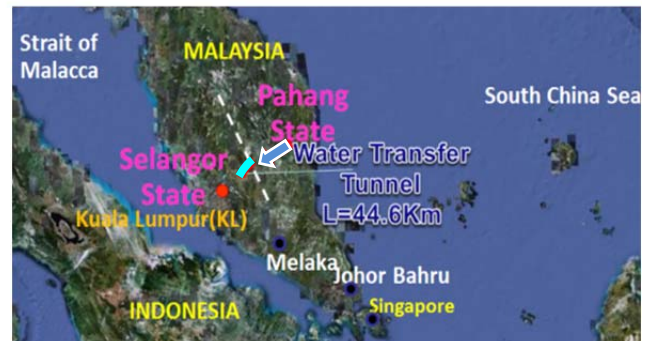 Strait of
Malacca
MALAYSIA
Pahang
State
South China Sea
Selangor
State
Water Transfer
Tunnel
L=44.6Km
Kuala Lumpur(KL)
Melaka
Johor Bahru
INDONESIA
Singapore